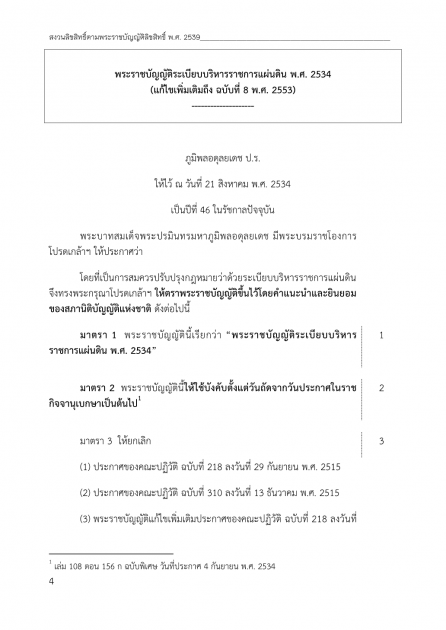 สงวนลิขสิทธิ์ตามพระราชบัญญัติลิขสิทธิ์ พ.ศ. 2539
พระราชบัญญัติระเบียบบริหารราชการแผ่นดิน พ.ศ. 2534
(แก้ไขเพิ่มเติมถึง ฉบับที่ 8 พ.ศ. 2553)
--------------------
ภูมิพลอดุลยเดช ป.ร.
ให้ไว้ ณ วันที่ 21 สิงหาคม พ.ศ. 2534
เป็นปีที่ 46 ในรัชกาลปัจจุบัน
พระบาทสมเด็จพระปรมินทรมหาภูมิพลอดุลยเดช มีพระบรมราชโองการ
โปรดเกล้าฯ ให้ประกาศว่า
โดยที่เป็นการสมควรปรับปรุงกฎหมายว่าด้วยระเบียบบริหารราชการแผ่นดิน
จึงทรงพระกรุณาโปรดเกล้าฯ ให้ตราพระราชบัญญัติขึ้นไว้โดยคำแนะนำและยินยอม
ของสภานิติบัญญัติแห่งชาติ ดังต่อไปนี้
มาตรา 1 พระราชบัญญัตินี้เรียกว่า “พระราชบัญญัติระเบียบบริหาร 1
ราชการแผ่นดิน พ.ศ. 2534”
มาตรา 2 พระราชบัญญัตินี้ให้ใช้บังคับตั้งแต่วันถัดจากวันประกาศในราช 2
กิจจานุเบกษาเป็นต้นไป1
มาตรา 3 ให้ยกเลิก 3
(1) ประกาศของคณะปฏิวัติ ฉบับที่ 218 ลงวันที่ 29 กันยายน พ.ศ. 2515
(2) ประกาศของคณะปฏิวัติ ฉบับที่ 310 ลงวันที่ 13 ธันวาคม พ.ศ. 2515
(3) พระราชบัญญัติแก้ไขเพิ่มเติมประกาศของคณะปฏิวัติ ฉบับที่ 218 ลงวันที่
1 เล่ม 108 ตอน 156 ก ฉบับพิเศษ วันที่ประกาศ 4 กันยายน พ.ศ. 2534
4